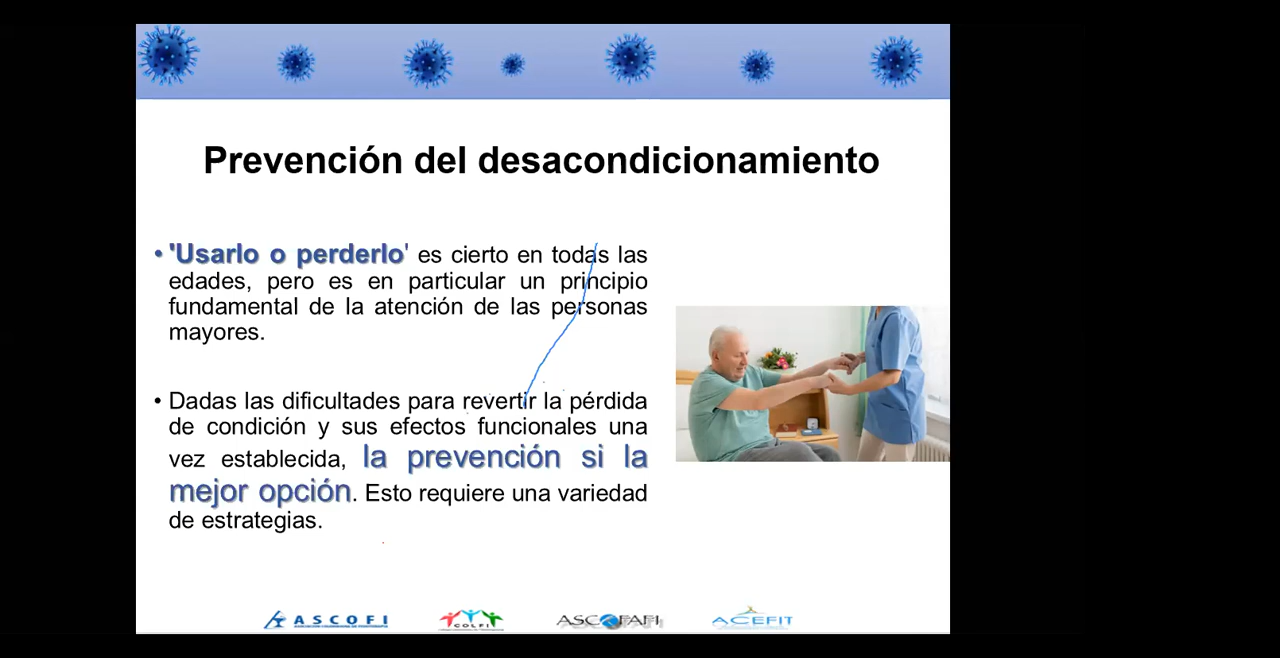 Prevención del desacondicionamiento
• 'Usarlo o perderlo' es cierto en todas las
edades, pero es en particular un principio
fundamental de la atención de las personas
mayores.
• Dadas las dificultades para revertir la pérdida
de condición y sus efectos funcionales una
vez establecida, la prevención si la
mejor opción. Esto requiere una variedad
de estrategias.
ASCOFI
COLFI
ASCOFAFI
ACEFIT